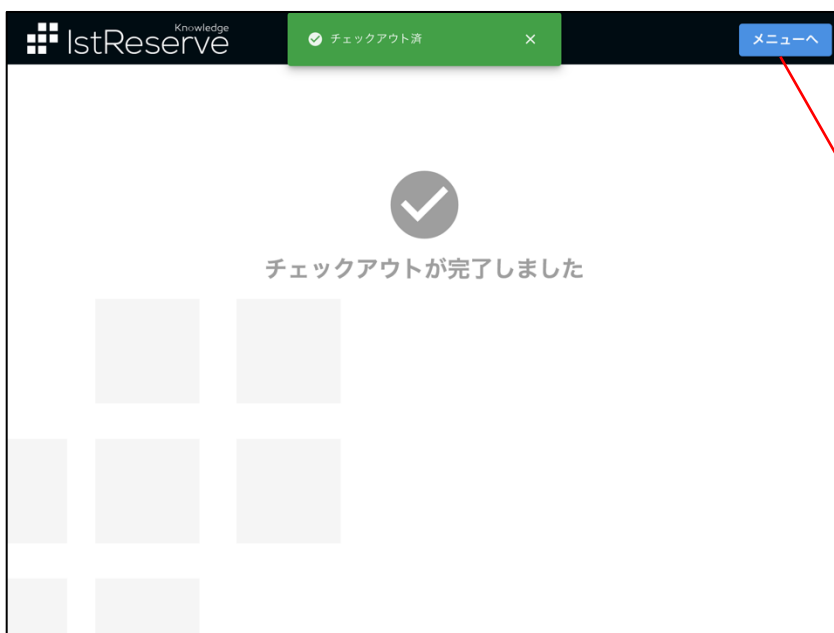 Knowledge
IstReserve
チェックアウト済
メニューへ
チェックアウトが完了しました